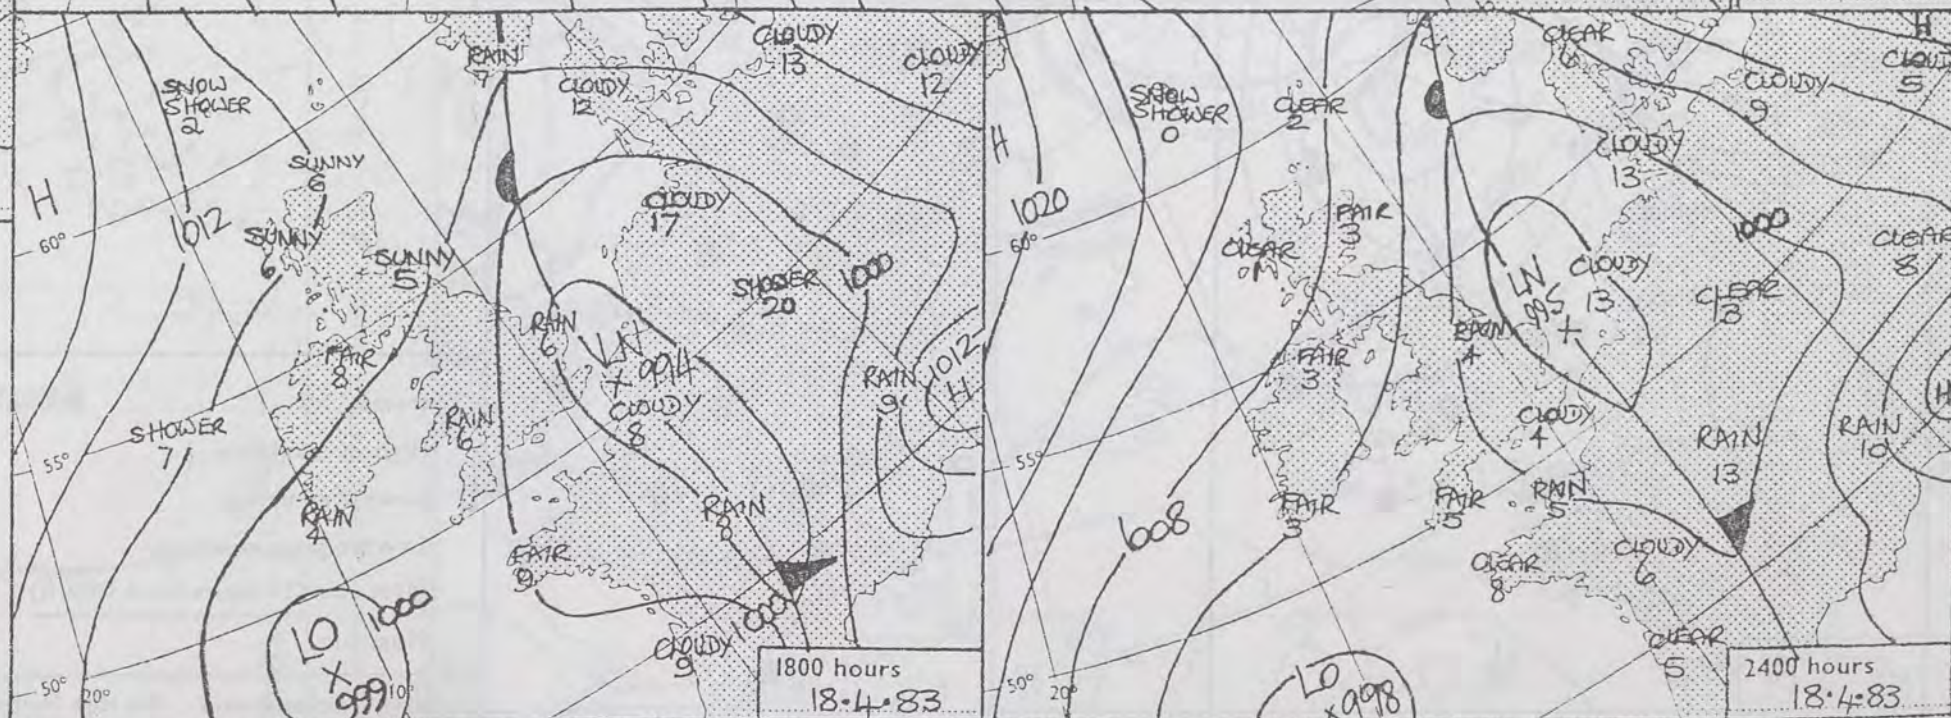 RAIN
7
CLOUDY
13
CLOUDY
12
CLOUDY
12
SNOW
SHOWER
2
SUNNY
6
H
60°
1012
SUNNY
6
SUNNY
5
CLOUDY
17
SHOWER
20
1000
RAIN
6
LN
x 994
CLOUDY
8
FAIR
8
RAIN
9
1012
H
SHOWER
7
RAIN
6
55°
RAIN
4
RAIN
8
FAIR
9
1000
LO
x
999
1000
CLOUDY
9
50°
20°
10°
1800 hours
18.4.83
CLEAR
6
H
CLOUDY
5
CLOUDY
9
SNOW
SHOWER
0
CLEAR
2
H
CLOUDY
13
1020
60°
FAIR
3
CLEAR
1000
CLEAR
8
LN
995
+
CLOUDY
13
CLEAR
13
RAIN
4
FAIR
3
H
CLOUDY
4
RAIN
13
RAIN
10
55°
FAIR
3
FAIR
5
RAIN
5
1008
CLEAR
8
CLOUDY
6
CLEAR
5
LO
x 998
50°
20°
2400 hours
18.4.83